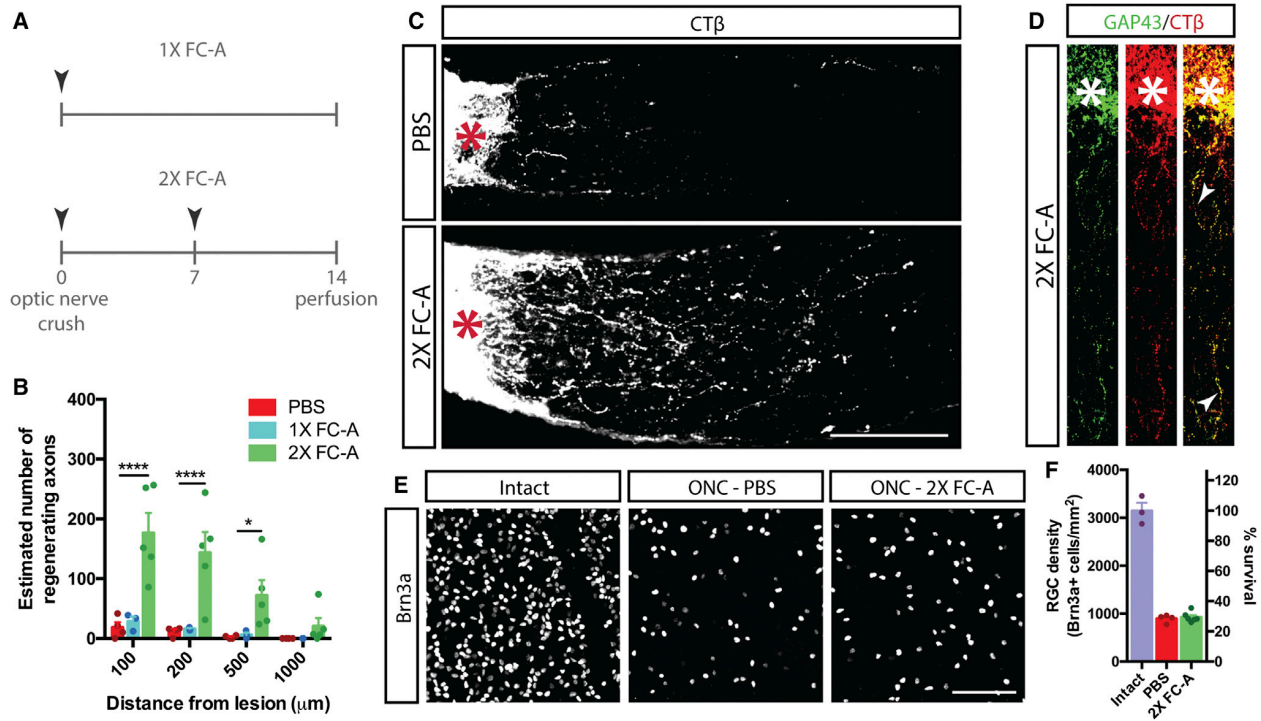 A
1X FC-A
2X FC-A
0
7
14
optic nerve
crush
perfusion
B
Estimated number of
regenerating axons
400
300
200
100
0
PBS
1X FC-A
2X FC-A
****
****
*
100
200
500
1000
Distance from lesion (μm)
C
CTβ
PBS
*
2X FC-A
*
D
GAP43/CTβ
2X FC-A
* * *
E
Intact
ONC - PBS
ONC - 2X FC-A
Brn3a
F
RGC density
(Brn3a+ cells/mm²)
4000
3000
2000
1000
0
120
100
80
60
40
20
0
% survival
Intact
PBS
2X FC-A